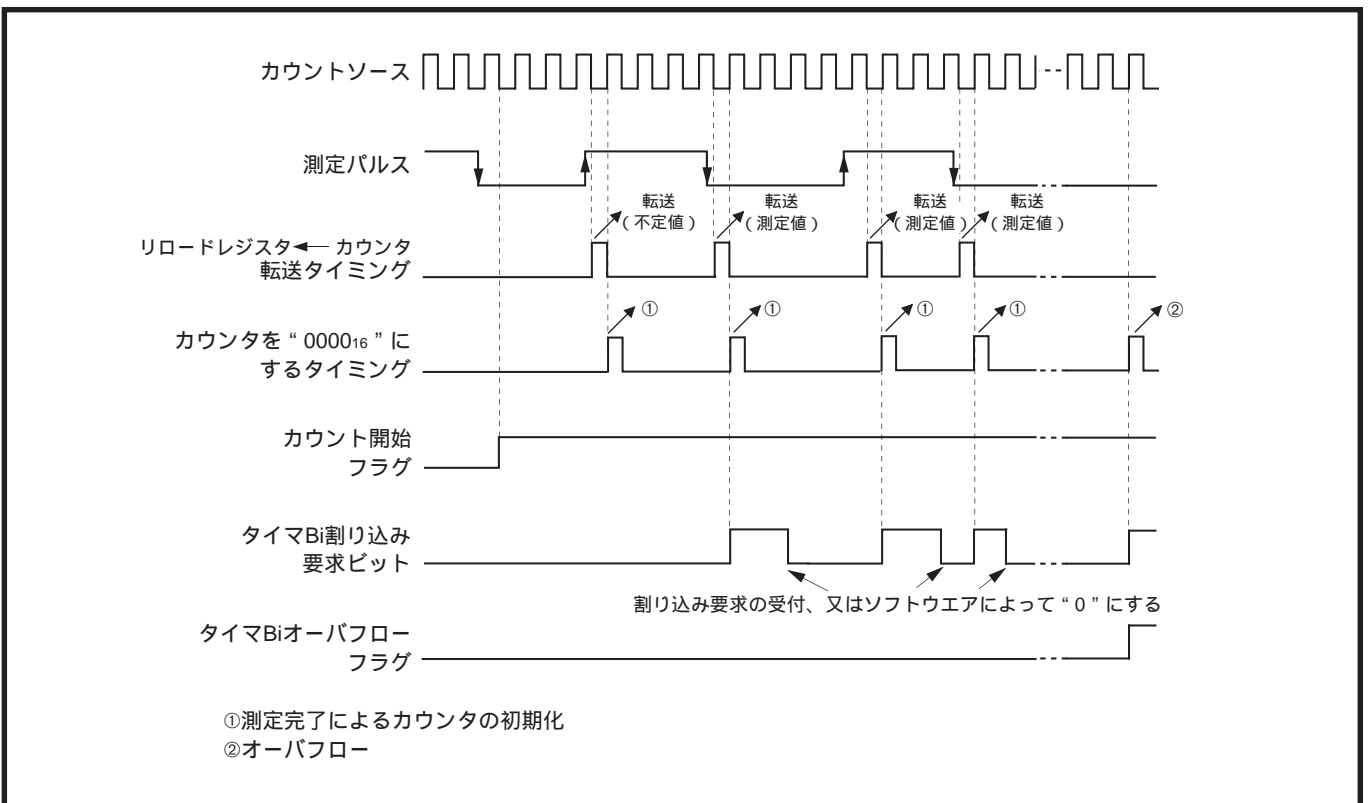 カウントソース
測定パルス
転送
(不定値)
転送
(測定値)
転送
(測定値)
転送
(測定値)
リロードレジスタ カウンタ
転送タイミング
①
①
①
①
②
カウンタを“0000₁₆”に
するタイミング
カウント開始
フラグ
タイマBi割り込み
要求ビット
割り込み要求の受付、又はソフトウエアによって“0”にする
タイマBiオーバフロー
フラグ
①測定完了によるカウンタの初期化
②オーバフロー